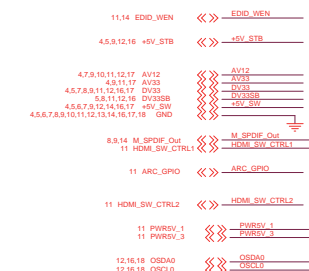 11,14 EDID_WEN EDID_WEN
4,5,9,12,16 +5V_STB +5V_STB
4,7,9,10,11,12,17 AV12 AV12
4,9,11,17 AV33 AV33
4,5,7,8,9,11,12,16,17 DV33 DV33
5,8,11,12,16 DV33SB DV33SB
4,5,6,7,9,12,14,16,17 +5V_SW +5V_SW
4,5,6,7,8,9,10,11,12,13,14,16,17,18 GND
8,9,14 M_SPDIF_Out M_SPDIF_Out
11 HDMI_SW_CTRL1 HDMI_SW_CTRL1
11 ARC_GPIO ARC_GPIO
11 HDMI_SW_CTRL2 HDMI_SW_CTRL2
11 PWR5V_1 PWR5V_1
11 PWR5V_3 PWR5V_3
12,16,18 OSDA0 OSDA0
12,16,18 OSCL0 OSCL0